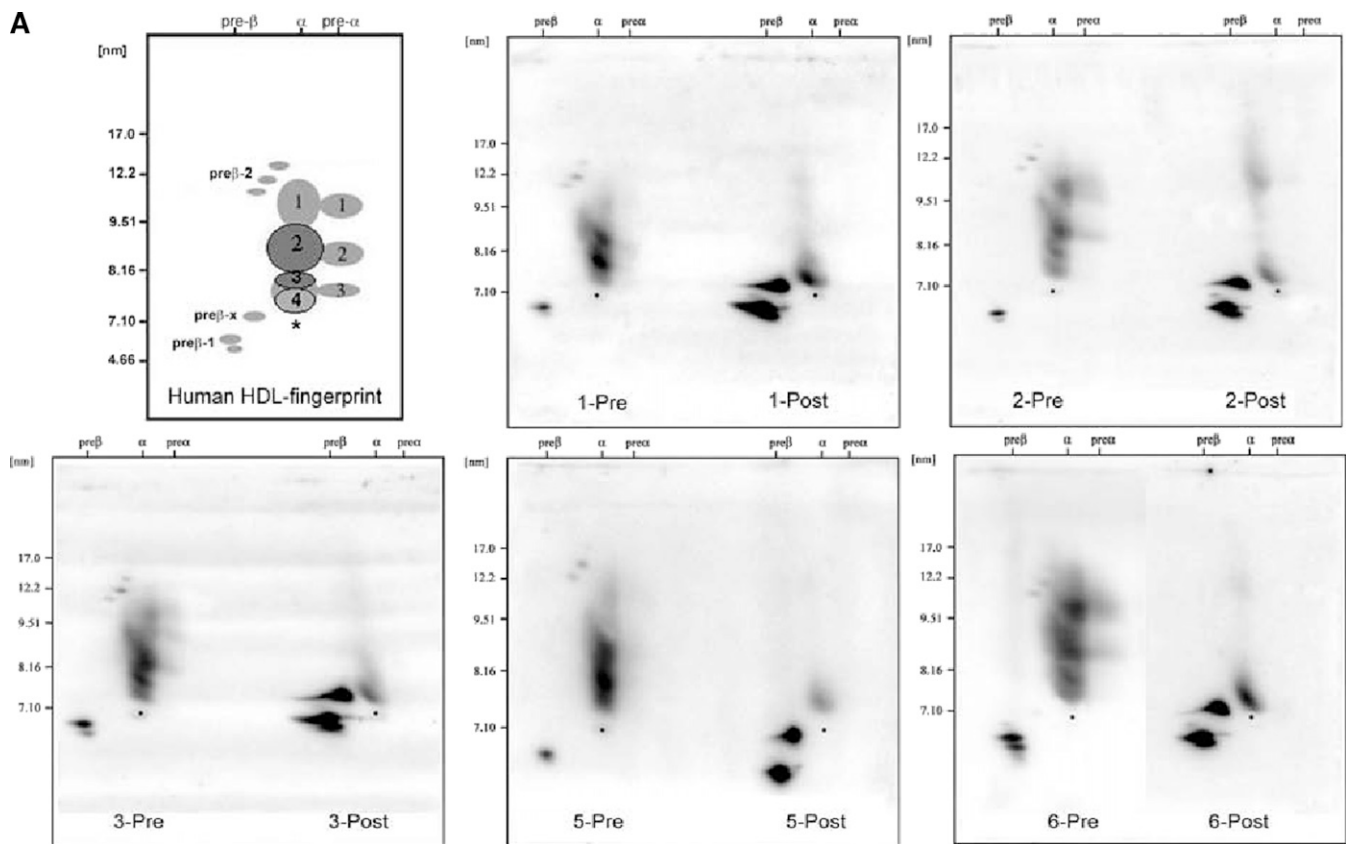 A
pre-β α pre-α
[nm]
17.0
12.2
9.51
8.16
7.10
4.66
preβ-2
1 1
2 2
3
4 3
preβ-x
preβ-1
*
Human HDL-fingerprint
preβ α preα preβ α preα
[nm]
17.0
12.2
9.51
8.16
7.10
1-Pre 1-Post
preβ α preα preβ α preα
[nm]
17.0
12.2
9.51
8.16
7.10
2-Pre 2-Post
preβ α preα preβ α preα
[nm]
17.0
12.2
9.51
8.16
7.10
3-Pre 3-Post
preβ α preα preβ α preα
[nm]
17.0
12.2
9.51
8.16
7.10
5-Pre 5-Post
preβ α preα preβ α preα
[nm]
17.0
12.2
9.51
8.16
7.10
6-Pre 6-Post